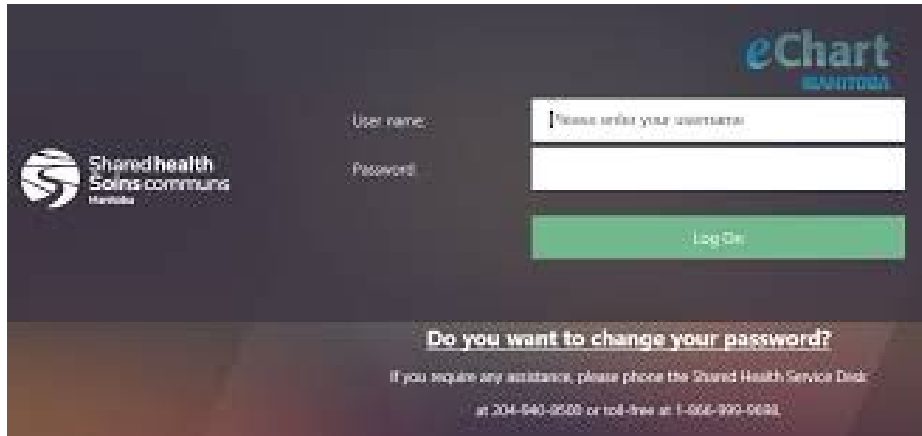 eChart
MANITOBA
User name:
Please enter your username
Password:
Shared health
Soins communs
Manitoba
Log On
Do you want to change your password?
If you require any assistance, please phone the Shared Health Service Desk
at 204-940-8500 or toll-free at 1-866-999-9698.